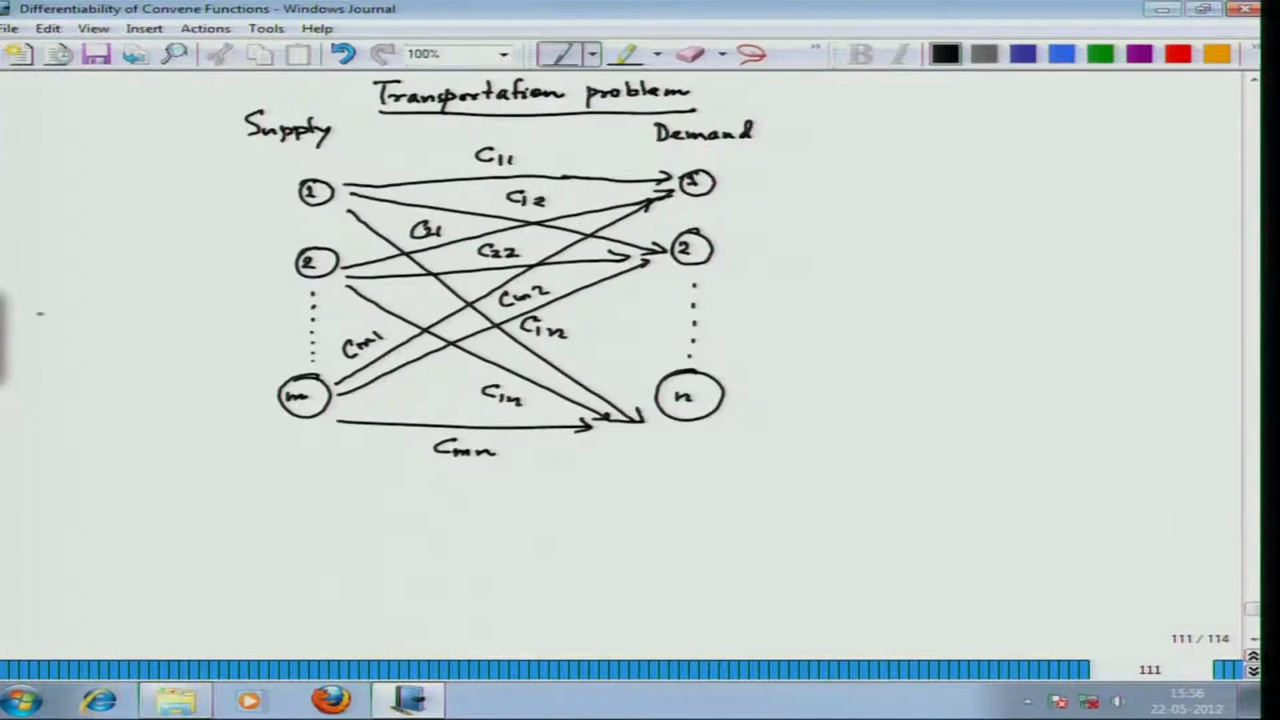 Differentiability of Convene Functions - Windows Journal
File Edit View Insert Actions Tools Help
100%
Transportation problem
Supply
Demand
C11
1
1
C12
C21
C22
2
2
Cm2
C1n
Cm1
m
C1n
n
Cmn
111 / 114
111
15:56
22-05-2012